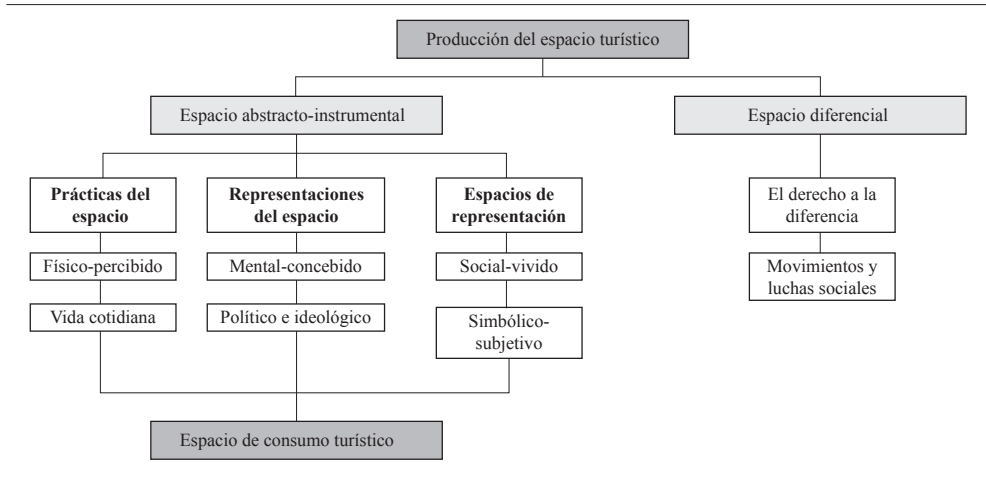 Producción del espacio turístico
Espacio abstracto-instrumental
Espacio diferencial
Prácticas del
espacio
Representaciones
del espacio
Espacios de
representación
El derecho a la
diferencia
Físico-percibido
Mental-concebido
Social-vivido
Movimientos y
luchas sociales
Vida cotidiana
Político e ideológico
Simbólico-
subjetivo
Espacio de consumo turístico